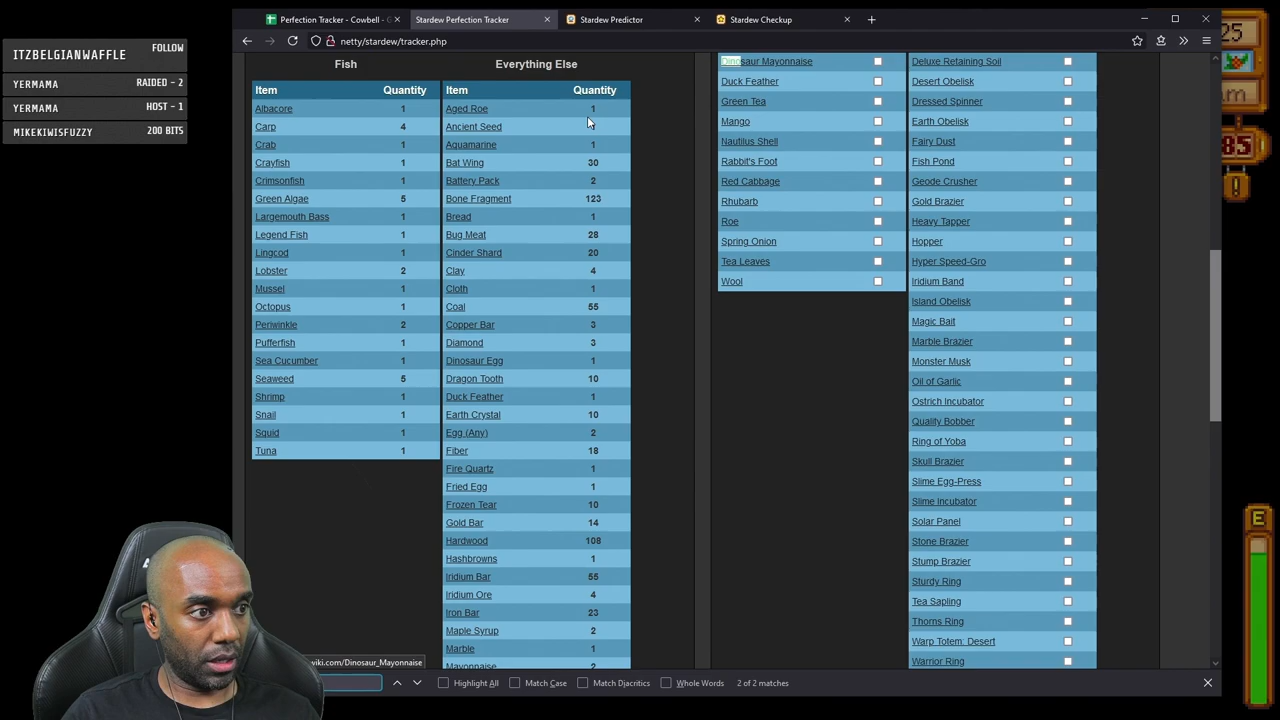 ITZBELGIANWAFFLE FOLLOW
YERMAMA RAIDED - 2
YERMAMA HOST - 1
MIKEKIWISFUZZY 200 BITS
Perfection Tracker - Cowbell - G
Stardew Perfection Tracker
Stardew Predictor
Stardew Checkup
netty/stardew/tracker.php
25
85
E
Fish
Item Quantity
Albacore 1
Carp 4
Crab 1
Crayfish 1
Crimsonfish 1
Green Algae 5
Largemouth Bass 1
Legend Fish 1
Lingcod 1
Lobster 2
Mussel 1
Octopus 1
Periwinkle 2
Pufferfish 1
Sea Cucumber 1
Seaweed 5
Shrimp 1
Snail 1
Squid 1
Tuna 1
Everything Else
Item Quantity
Aged Roe 1
Ancient Seed
Aquamarine 1
Bat Wing 30
Battery Pack 2
Bone Fragment 123
Bread 1
Bug Meat 28
Cinder Shard 20
Clay 4
Cloth 1
Coal 55
Copper Bar 3
Diamond 3
Dinosaur Egg 1
Dragon Tooth 10
Duck Feather 1
Earth Crystal 10
Egg (Any) 2
Fiber 18
Fire Quartz 1
Fried Egg 1
Frozen Tear 10
Gold Bar 14
Hardwood 108
Hashbrowns 1
Iridium Bar 55
Iridium Ore 4
Iron Bar 23
Maple Syrup 2
Marble 1
Mayonnaise 2
Dinosaur Mayonnaise
Duck Feather
Green Tea
Mango
Nautilus Shell
Rabbit's Foot
Red Cabbage
Rhubarb
Roe
Spring Onion
Tea Leaves
Wool
Deluxe Retaining Soil
Desert Obelisk
Dressed Spinner
Earth Obelisk
Fairy Dust
Fish Pond
Geode Crusher
Gold Brazier
Heavy Tapper
Hopper
Hyper Speed-Gro
Iridium Band
Island Obelisk
Magic Bait
Marble Brazier
Monster Musk
Oil of Garlic
Ostrich Incubator
Quality Bobber
Ring of Yoba
Skull Brazier
Slime Egg-Press
Slime Incubator
Solar Panel
Stone Brazier
Stump Brazier
Sturdy Ring
Tea Sapling
Thorns Ring
Warp Totem: Desert
Warrior Ring
wiki.com/Dinosaur_Mayonnaise
Highlight All Match Case Match Diacritics Whole Words 2 of 2 matches